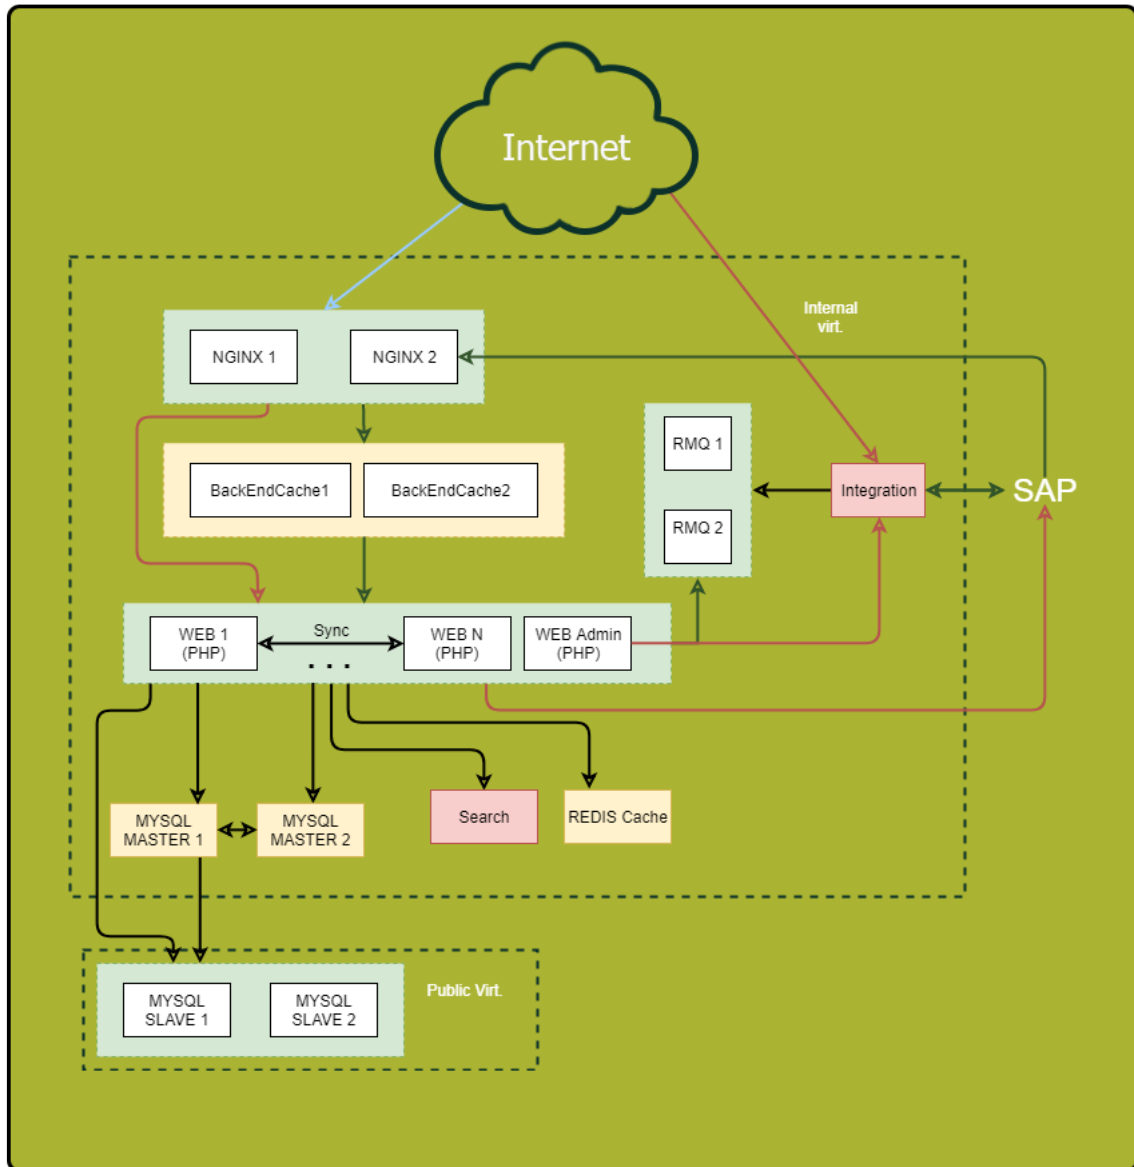 Internet
Internal
virt.
NGINX 1
NGINX 2
RMQ 1
BackEndCache1
BackEndCache2
Integration
SAP
RMQ 2
WEB 1
(PHP)
Sync
. . .
WEB N
(PHP)
WEB Admin
(PHP)
MYSQL
MASTER 1
MYSQL
MASTER 2
Search
REDIS Cache
Public Virt.
MYSQL
SLAVE 1
MYSQL
SLAVE 2